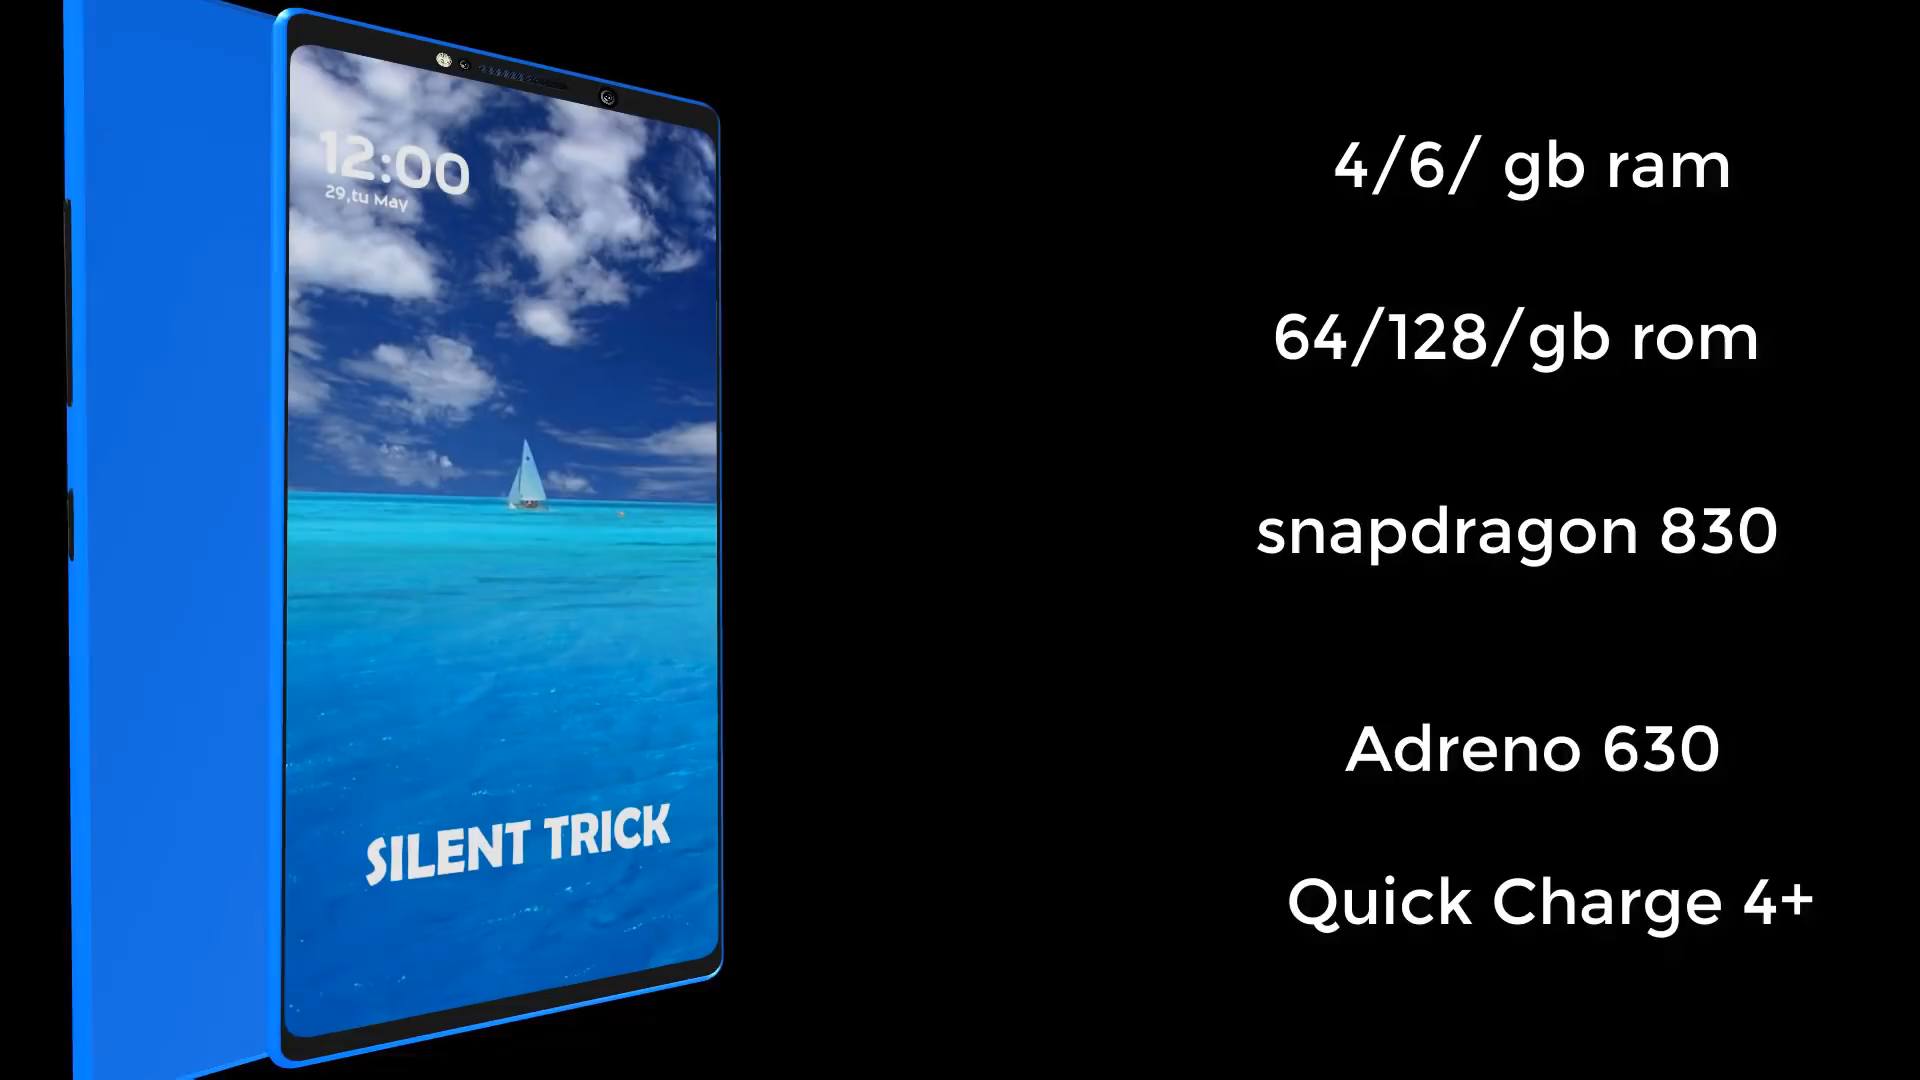 12:00
29,tu May
SILENT TRICK
4/6/ gb ram
64/128/gb rom
snapdragon 830
Adreno 630
Quick Charge 4+